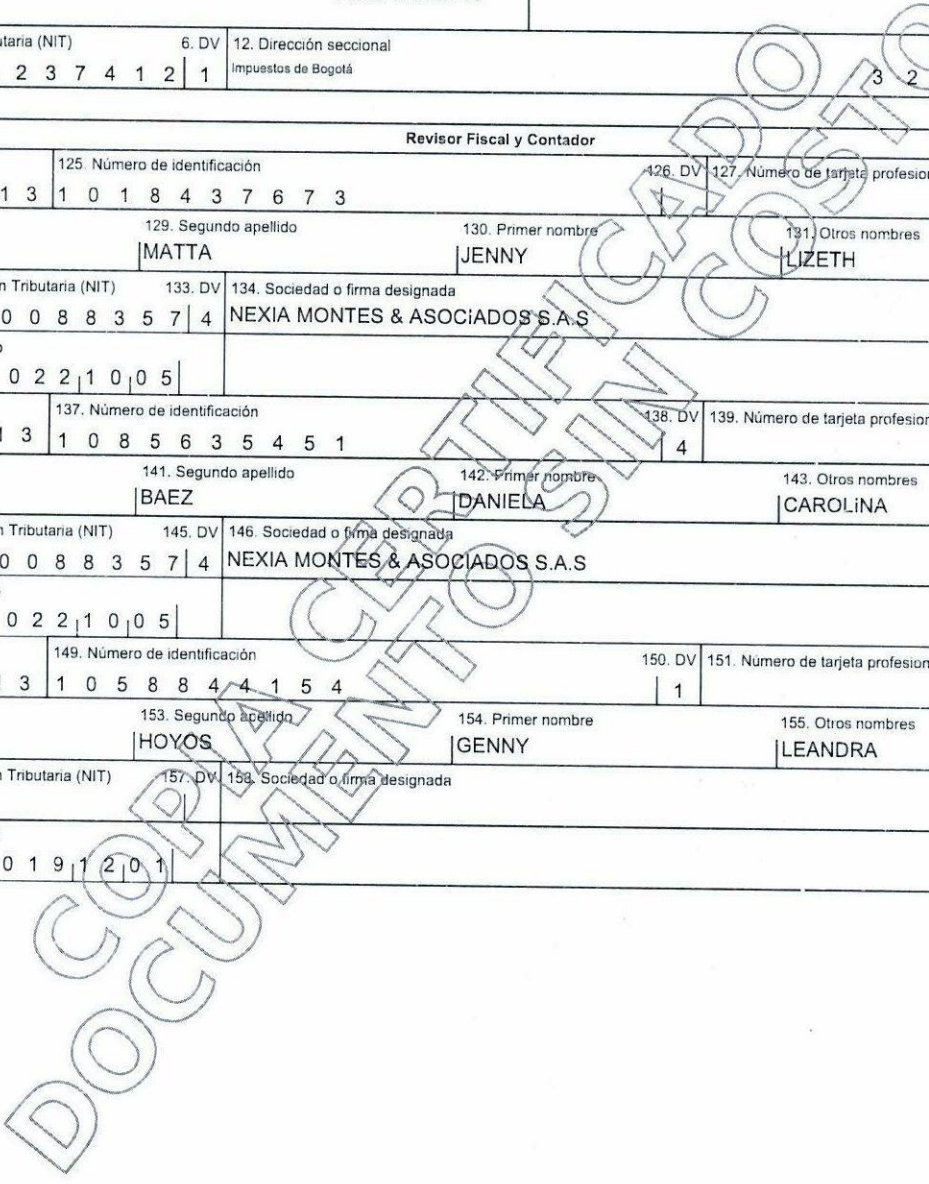 utaria (NIT) 6. DV 12. Dirección seccional
2 3 7 4 1 2 1 Impuestos de Bogotá 3 2
Revisor Fiscal y Contador
125. Número de identificación 126. DV 127. Número de tarjeta profesion
1 3 1 0 1 8 4 3 7 6 7 3
129. Segundo apellido 130. Primer nombre 131. Otros nombres
MATTA JENNY LIZETH
n Tributaria (NIT) 133. DV 134. Sociedad o firma designada
0 0 8 8 3 5 7 4 NEXIA MONTES & ASOCiADOS S.A.S
0 2 2 1 0 0 5
137. Número de identificación 138. DV 139. Número de tarjeta profesion
1 3 1 0 8 5 6 3 5 4 5 1 4
141. Segundo apellido 142. Primer nombre 143. Otros nombres
BAEZ DANIELA CAROLiNA
n Tributaria (NIT) 145. DV 146. Sociedad o firma designada
0 0 8 8 3 5 7 4 NEXIA MONTES & ASOCIADOS S.A.S
0 2 2 1 0 0 5
149. Número de identificación 150. DV 151. Número de tarjeta profesion
3 1 0 5 8 8 4 4 1 5 4 1
153. Segundo apellido 154. Primer nombre 155. Otros nombres
HOYOS GENNY LEANDRA
n Tributaria (NIT) 157. DV 158. Sociedad o firma designada
0 1 9 1 2 0 1
COPIA CERTIFICADO
DOCUMENTO SIN COSTO